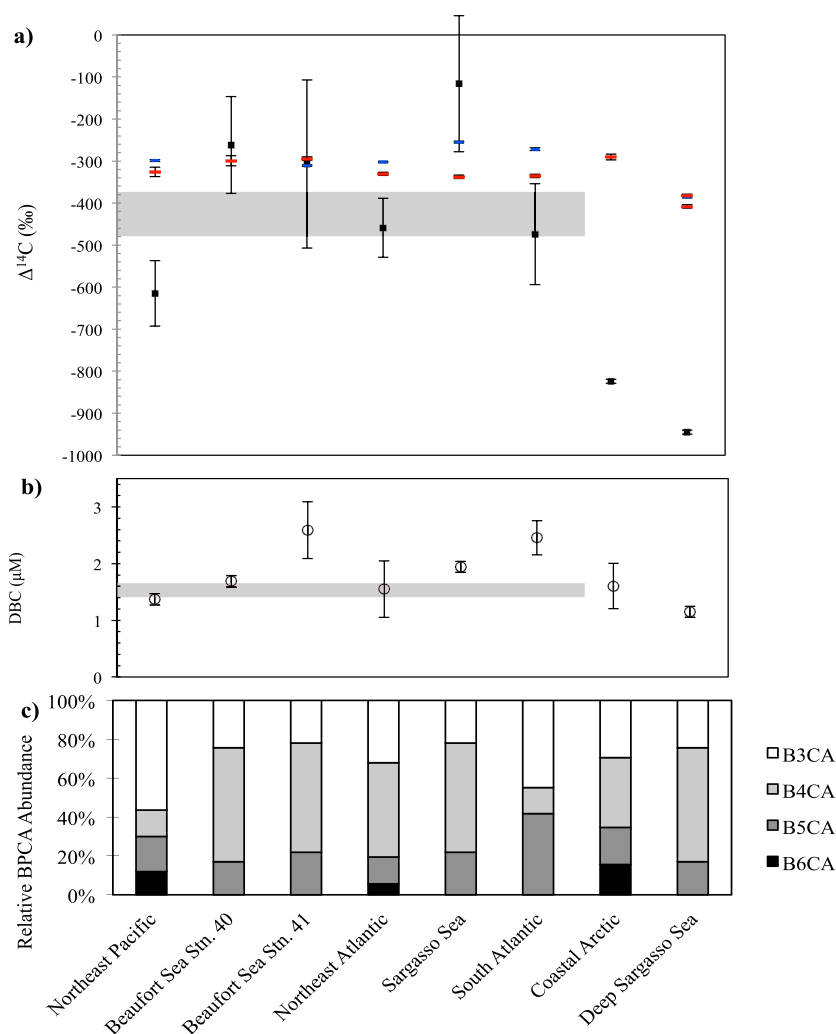 a)
0
-100
-200
-300
-400
-500
-600
-700
-800
-900
-1000
Δ¹⁴C (‰)
b)
3
2
1
0
DBC (µM)
c)
100%
80%
60%
40%
20%
0%
Relative BPCA Abundance
B3CA
B4CA
B5CA
B6CA
Northeast Pacific
Beaufort Sea Stn. 40
Beaufort Sea Stn. 41
Northeast Atlantic
Sargasso Sea
South Atlantic
Coastal Arctic
Deep Sargasso Sea